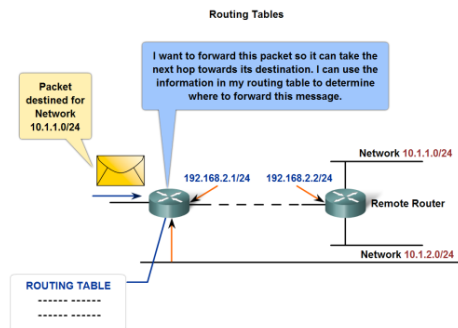 Routing Tables
I want to forward this packet so it can take the
next hop towards its destination. I can use the
information in my routing table to determine
where to forward this message.
Packet
destined for
Network
10.1.1.0/24
Network 10.1.1.0/24
192.168.2.1/24
192.168.2.2/24
Remote Router
Network 10.1.2.0/24
ROUTING TABLE
------ ------
------ ------